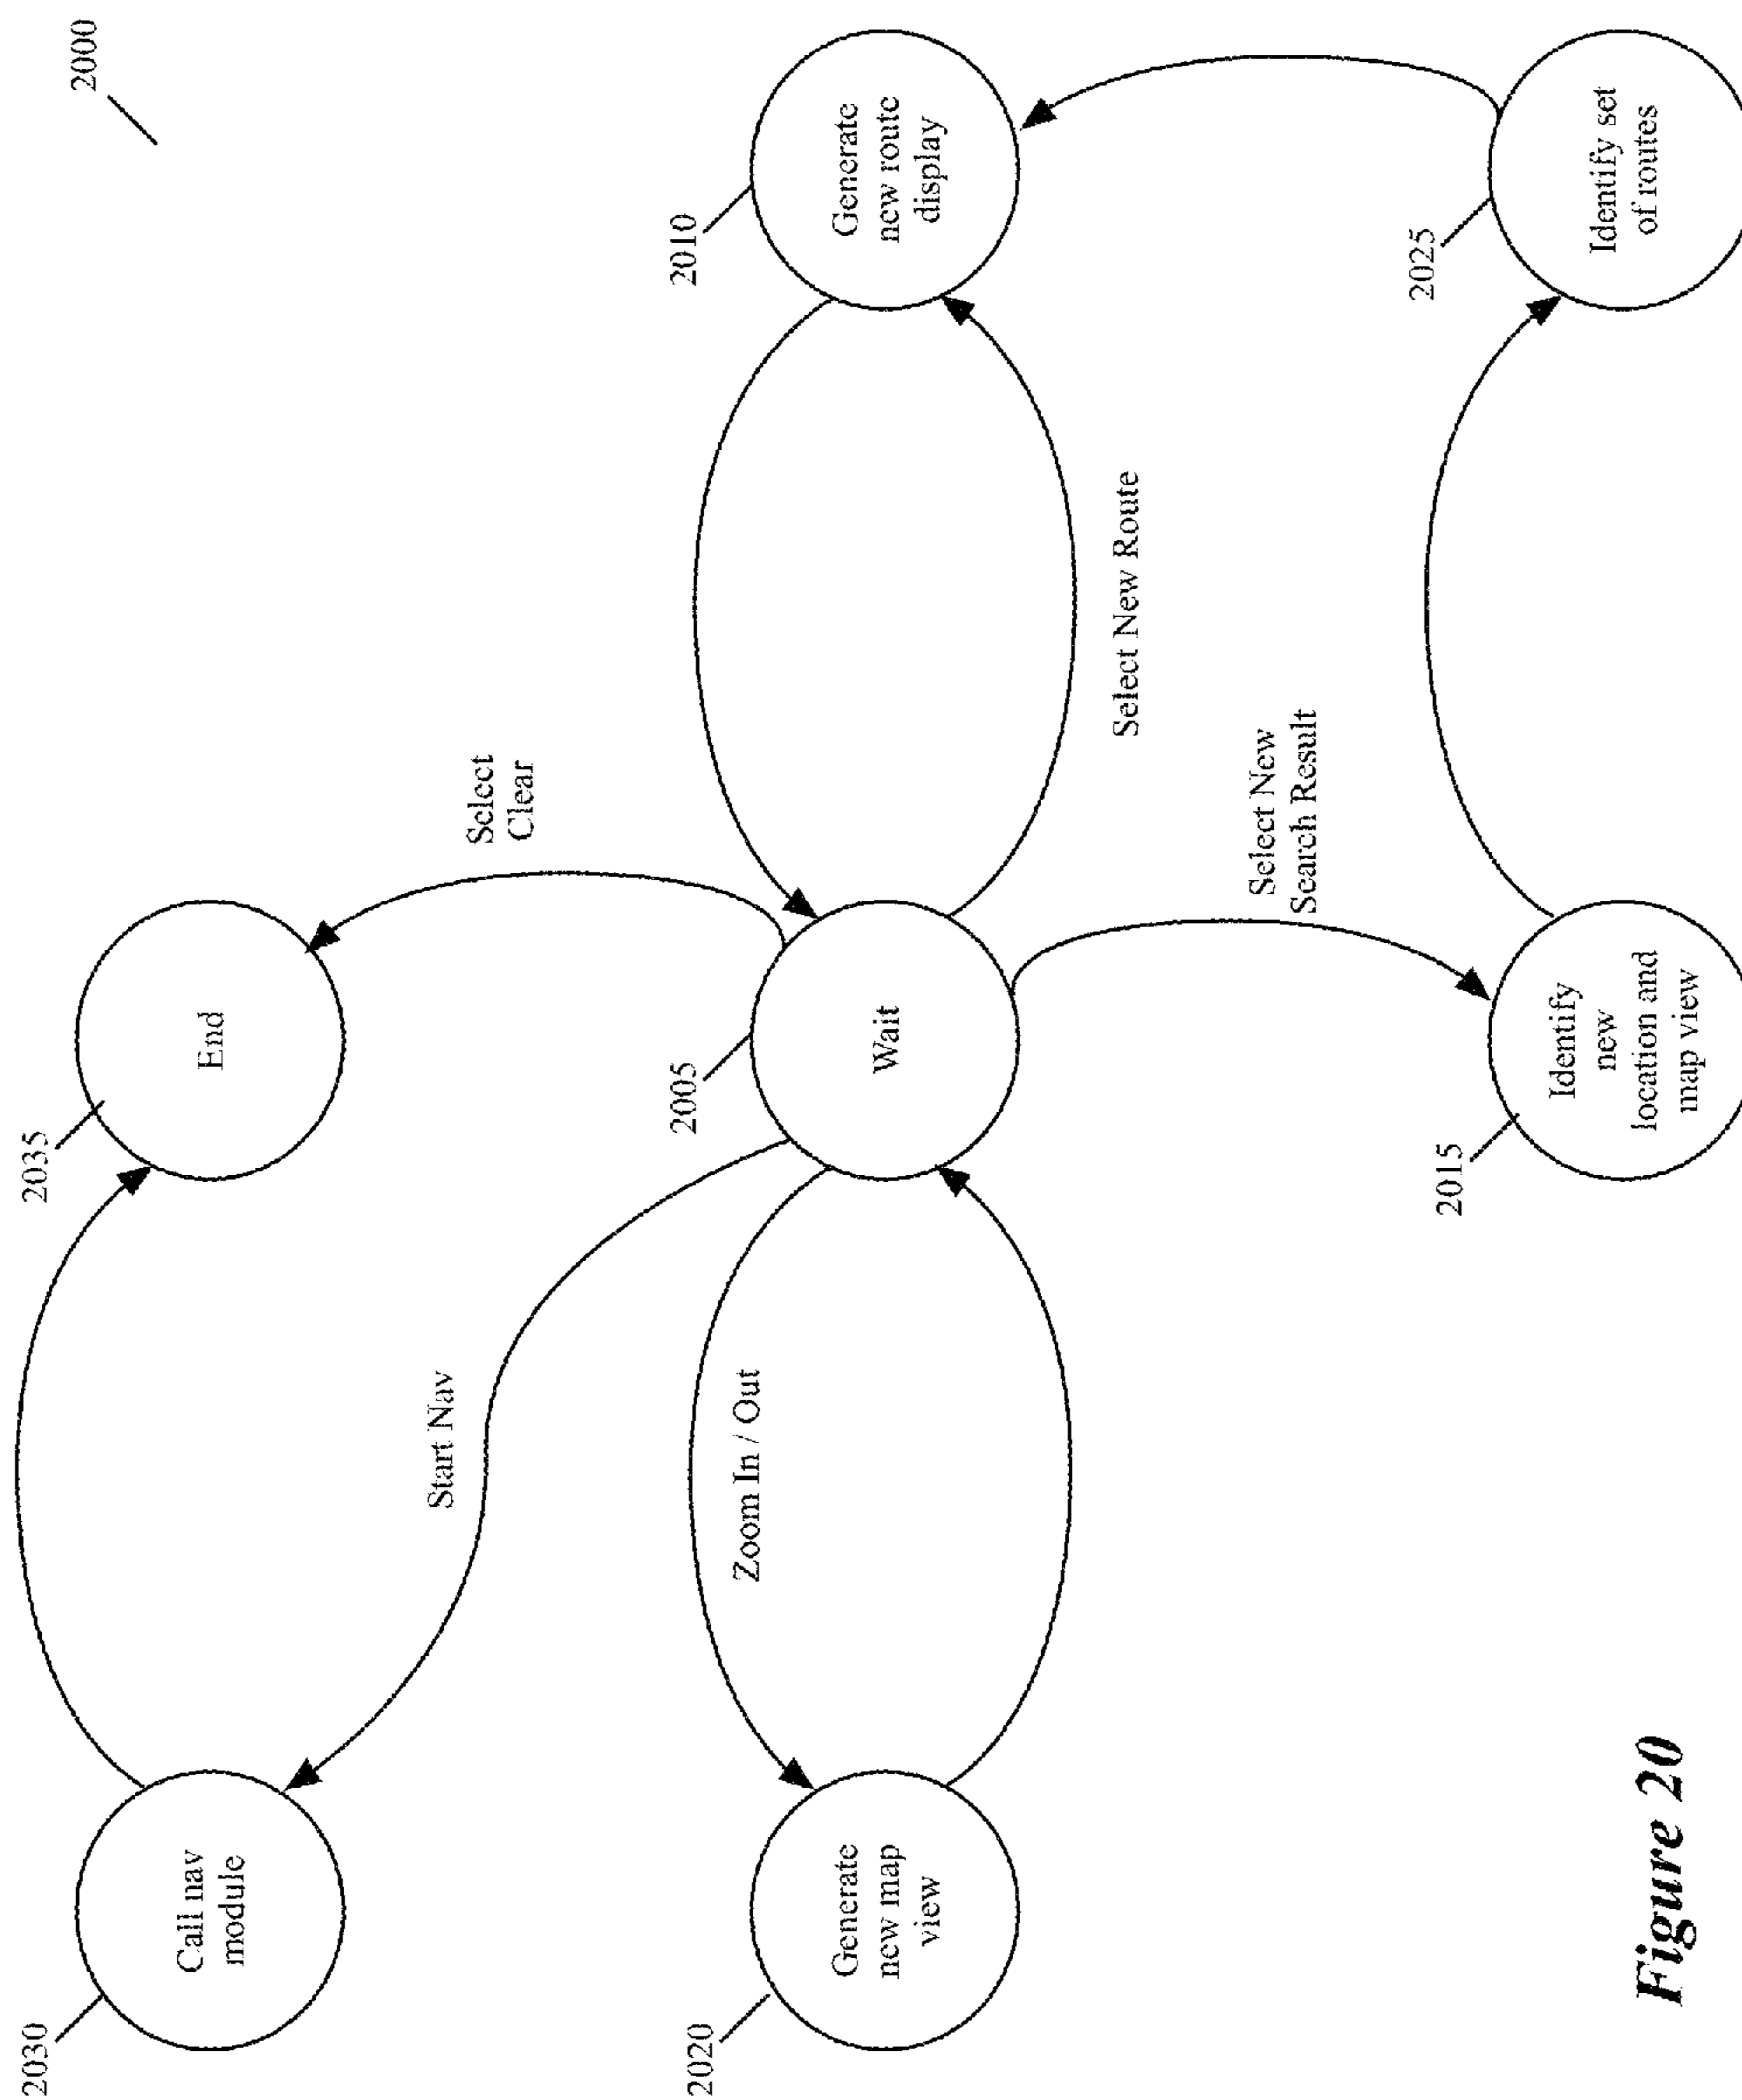 2000
2030
2035
Call nav
module
End
Start Nav
Select
Clear
2020
2005
2010
Zoom In / Out
Generate
new map
view
Wait
Generate
new route
display
Select New Route
Select New
Search Result
2015
2025
Identify
new
location and
map view
Identify set
of routes
Figure 20